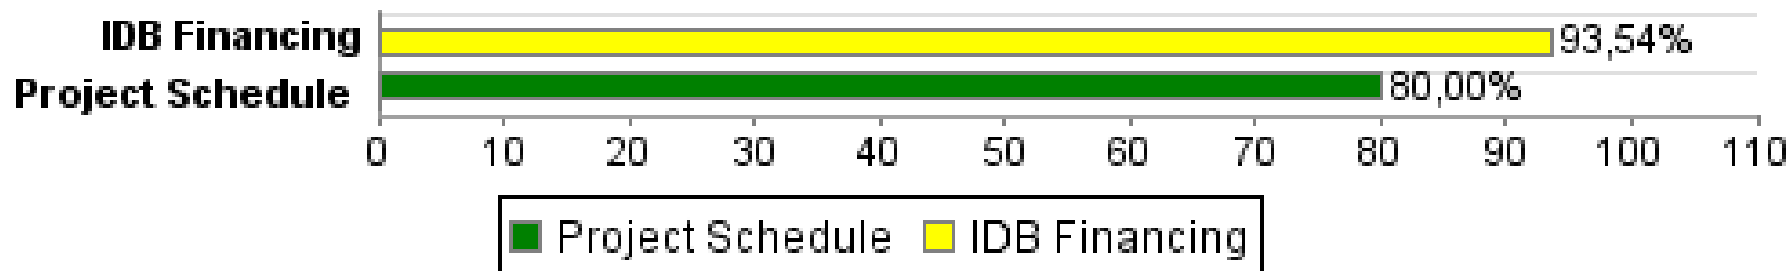 IDB Financing 93,54%
Project Schedule 80,00%
0 10 20 30 40 50 60 70 80 90 100 110
Project Schedule IDB Financing